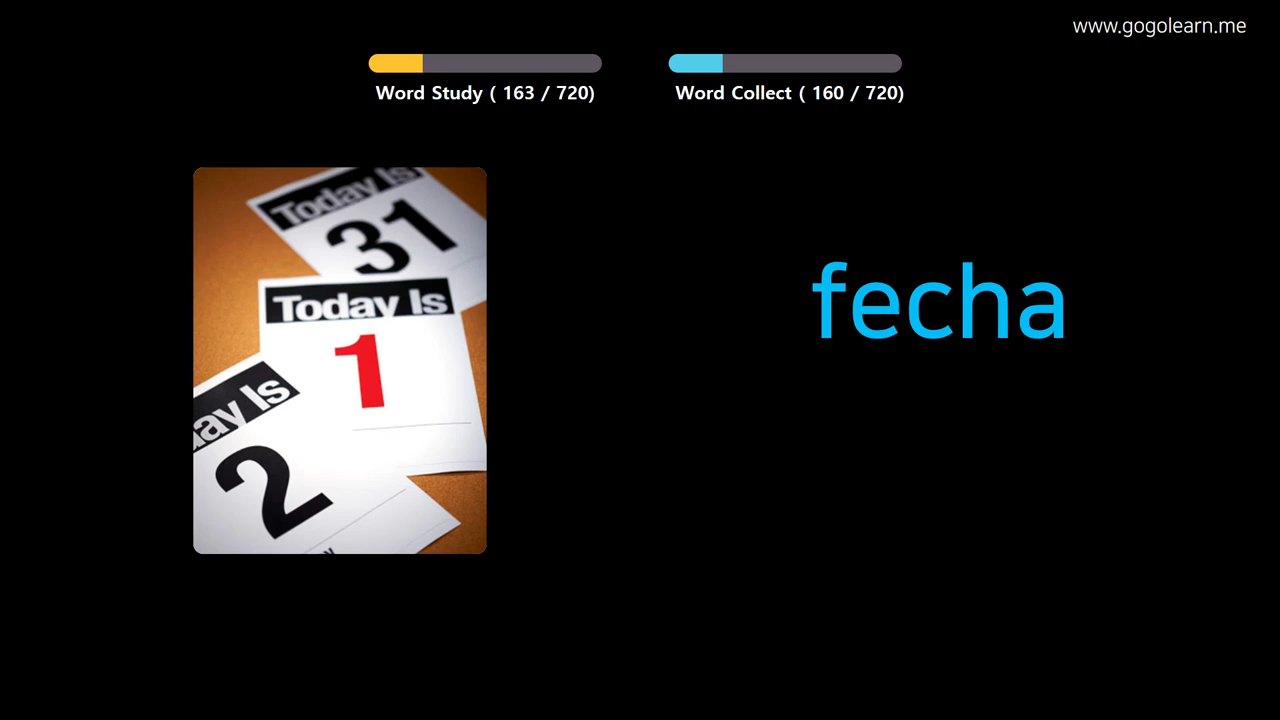 www.gogolearn.me
Word Study ( 163 / 720)
Word Collect ( 160 / 720)
Today Is
31
Today Is
1
ay Is
2
fecha